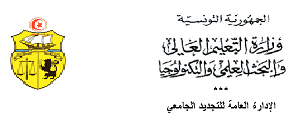 الجمهورية التونسية
وزارة التعليم العالي
والبحث العلمي والتكنولوجيا
***
الإدارة العامة للتجديد الجامعي